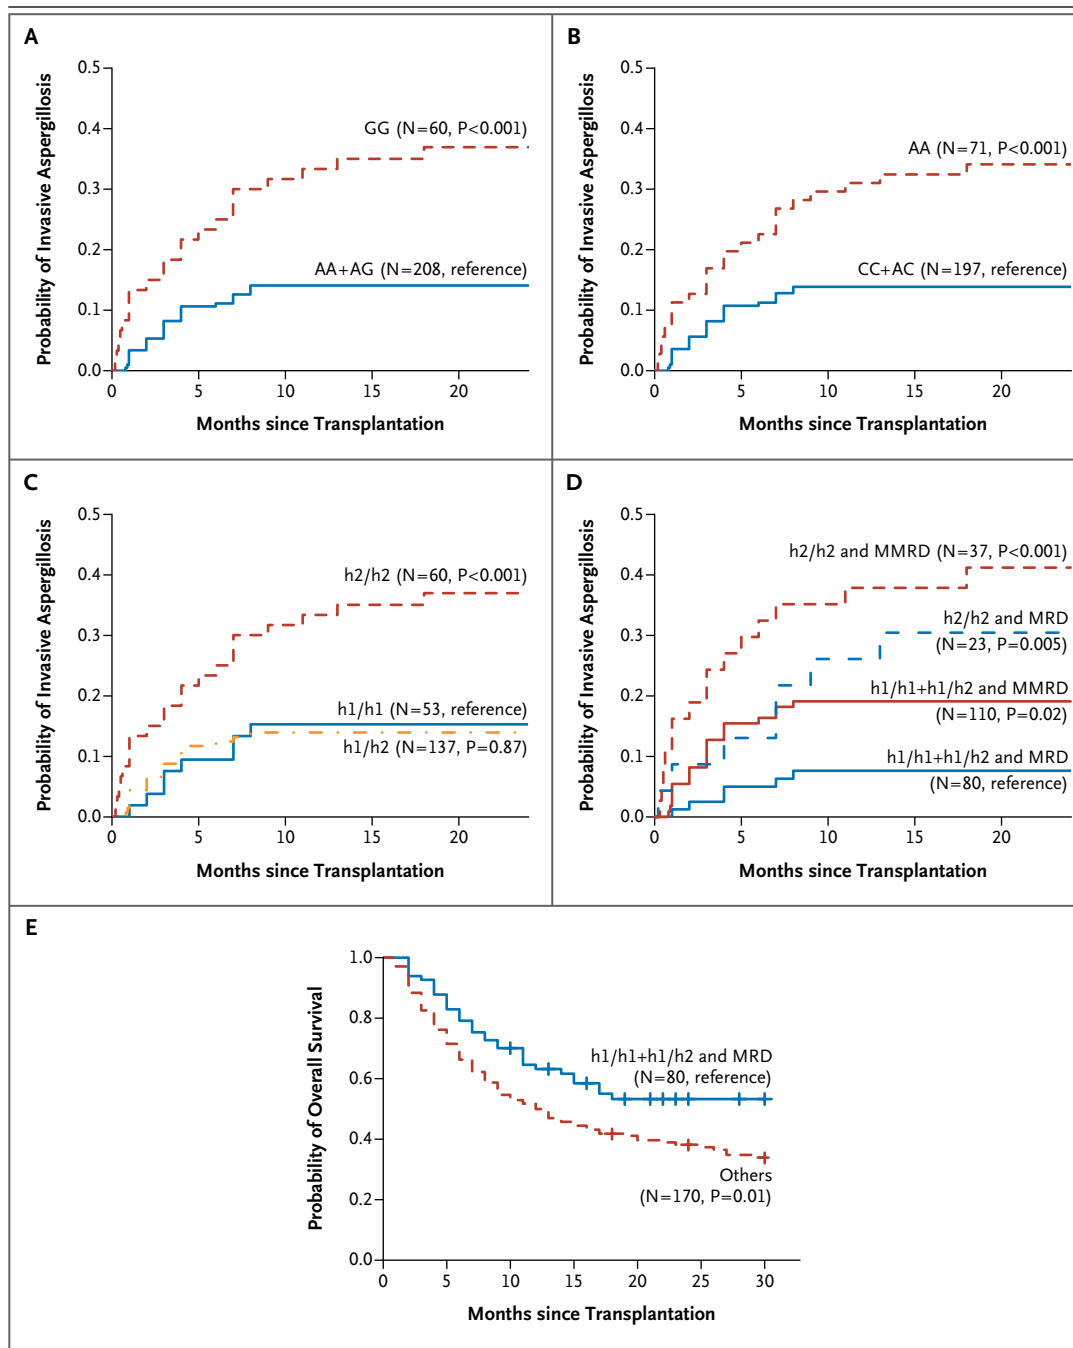 A
Probability of Invasive Aspergillosis
0.5
0.4
0.3
0.2
0.1
0.0
GG (N=60, P<0.001)
AA+AG (N=208, reference)
0 5 10 15 20
Months since Transplantation
B
Probability of Invasive Aspergillosis
0.5
0.4
0.3
0.2
0.1
0.0
AA (N=71, P<0.001)
CC+AC (N=197, reference)
0 5 10 15 20
Months since Transplantation
C
Probability of Invasive Aspergillosis
0.5
0.4
0.3
0.2
0.1
0.0
h2/h2 (N=60, P<0.001)
h1/h1 (N=53, reference)
h1/h2 (N=137, P=0.87)
0 5 10 15 20
Months since Transplantation
D
Probability of Invasive Aspergillosis
0.5
0.4
0.3
0.2
0.1
0.0
h2/h2 and MMRD (N=37, P<0.001)
h2/h2 and MRD
(N=23, P=0.005)
h1/h1+h1/h2 and MMRD
(N=110, P=0.02)
h1/h1+h1/h2 and MRD
(N=80, reference)
0 5 10 15 20
Months since Transplantation
E
Probability of Overall Survival
1.0
0.8
0.6
0.4
0.2
0.0
h1/h1+h1/h2 and MRD
(N=80, reference)
Others
(N=170, P=0.01)
0 5 10 15 20 25 30
Months since Transplantation